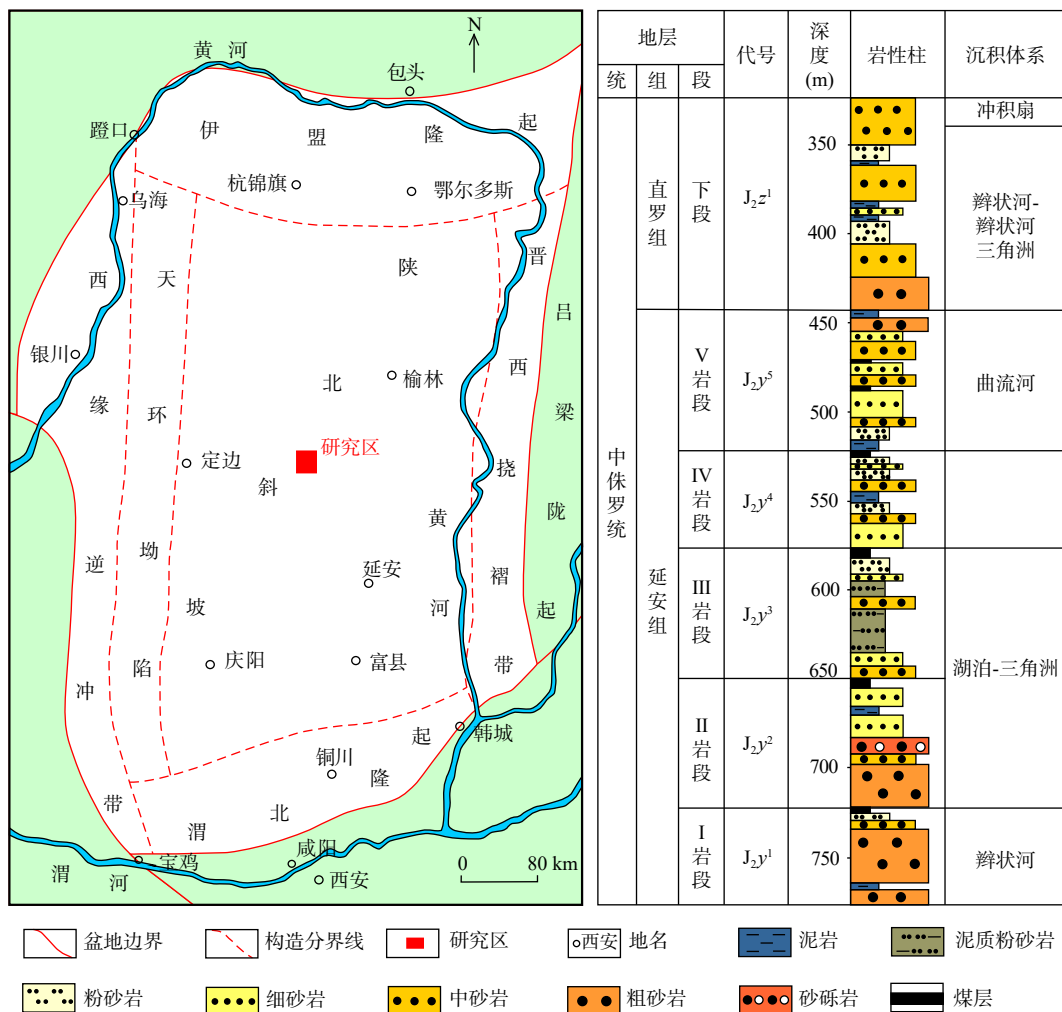 黄河
N
包头
蹬口
伊盟隆起
杭锦旗
鄂尔多斯
乌海
西缘逆冲带
天环坳陷
陕北斜坡
晋西挠褶带
吕梁隆起
银川
榆林
研究区
定边
黄河
延安
庆阳
富县
韩城
铜川
渭北隆起
渭河
宝鸡
咸阳
西安
0 80 km
地层
代号
深度(m)
岩性柱
沉积体系
统
组
段
中侏罗统
直罗组
下段
J₂z¹
350
400
冲积扇
辫状河-
辫状河
三角洲
延安组
V岩段
J₂y⁵
450
500
曲流河
IV岩段
J₂y⁴
550
III岩段
J₂y³
600
650
湖泊-三角洲
II岩段
J₂y²
700
I岩段
J₂y¹
750
辫状河
盆地边界
构造分界线
研究区
西安 地名
泥岩
泥质粉砂岩
粉砂岩
细砂岩
中砂岩
粗砂岩
砂砾岩
煤层